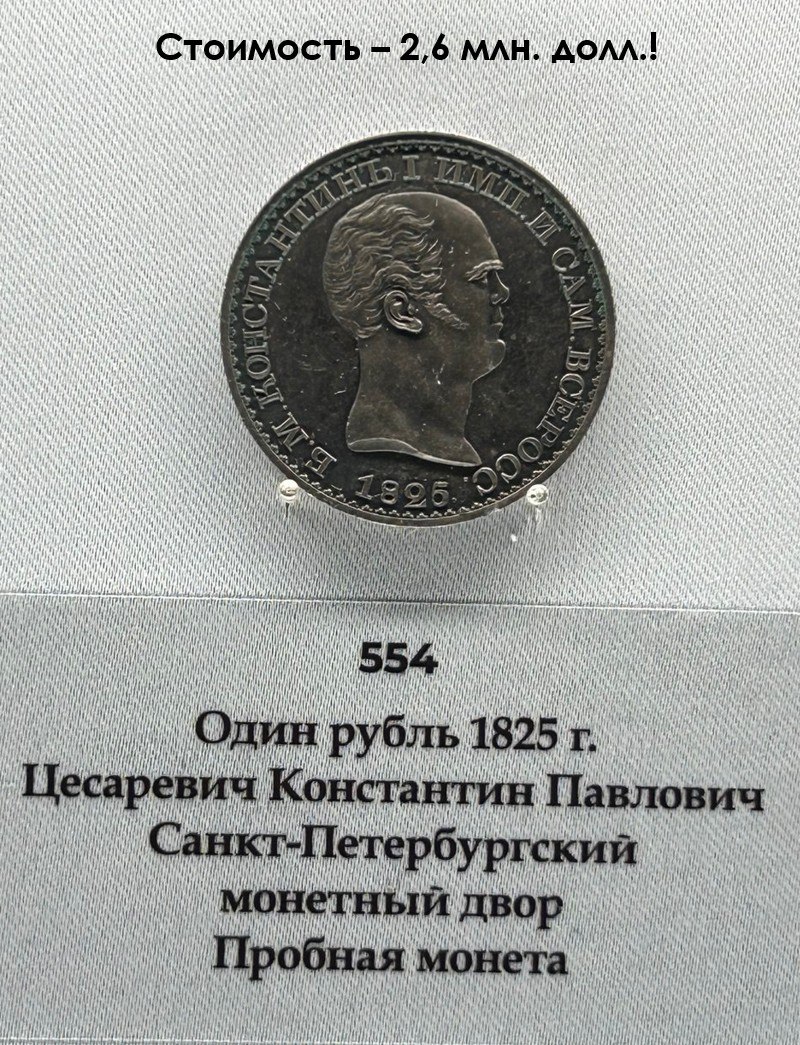 Стоимость – 2,6 млн. долл.!
Б.М.КОНСТАНТИНЪ I ИМП. И САМ. ВСЕРОСС
1825
554
Один рубль 1825 г.
Цесаревич Константин Павлович
Санкт-Петербургский
монетный двор
Пробная монета